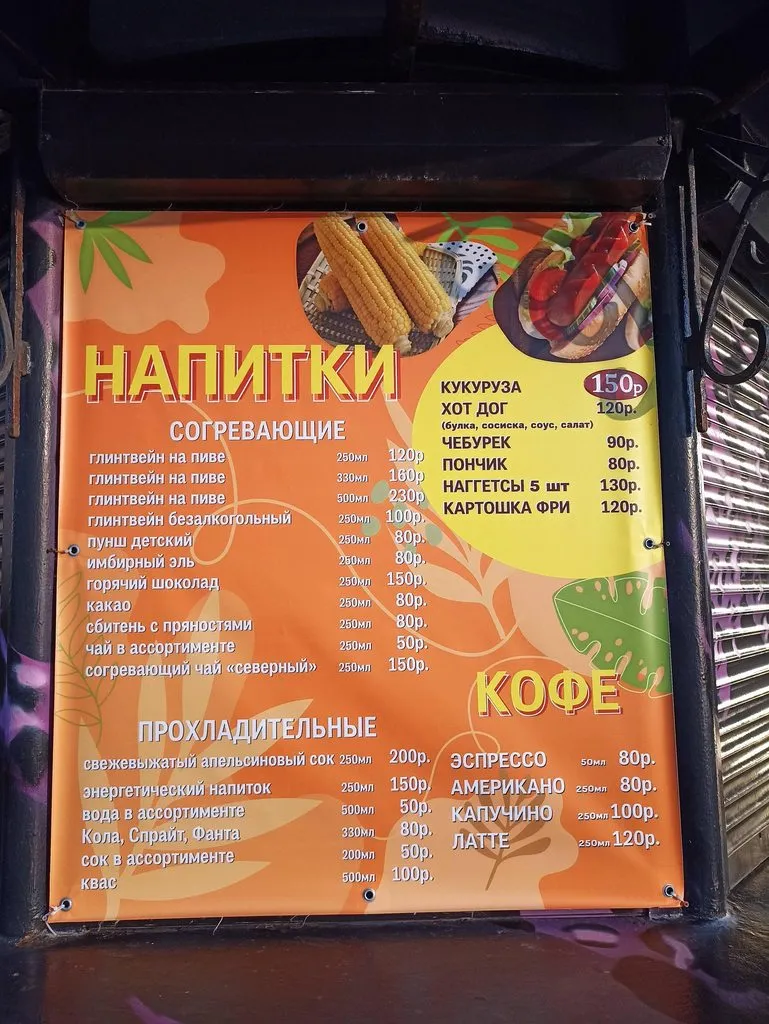 НАПИТКИ
СОГРЕВАЮЩИЕ
глинтвейн на пиве 250мл 120р
глинтвейн на пиве 330мл 160р
глинтвейн на пиве 500мл 230р
глинтвейн безалкогольный 250мл 100р.
пунш детский 250мл 80р.
имбирный эль 250мл 80р.
горячий шоколад 250мл 150р.
какао 250мл 80р.
сбитень с пряностями 250мл 80р.
чай в ассортименте 250мл 50р.
согревающий чай «северный» 250мл 150р.
ПРОХЛАДИТЕЛЬНЫЕ
свежевыжатый апельсиновый сок 250мл 200р.
энергетический напиток 250мл 150р.
вода в ассортименте 500мл 50р.
Кола, Спрайт, Фанта 330мл 80р.
сок в ассортименте 200мл 50р.
квас 500мл 100р.
КУКУРУЗА 150р
ХОТ ДОГ 120р.
(булка, сосиска, соус, салат)
ЧЕБУРЕК 90р.
ПОНЧИК 80р.
НАГГЕТСЫ 5 шт 130р.
КАРТОШКА ФРИ 120р.
КОФЕ
ЭСПРЕССО 50мл 80р.
АМЕРИКАНО 250мл 80р.
КАПУЧИНО 250мл 100р.
ЛАТТЕ 250мл 120р.